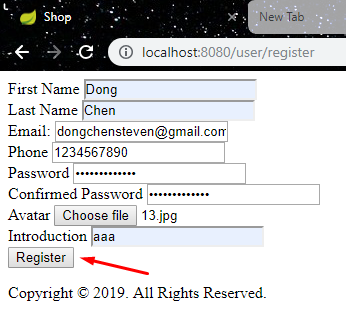 Shop New Tab
localhost:8080/user/register
First Name Dong
Last Name Chen
Email: dongchensteven@gmail.com
Phone 1234567890
Password •••••••••••••
Confirmed Password •••••••••••••
Avatar Choose file 13.jpg
Introduction aaa
Register
Copyright © 2019. All Rights Reserved.